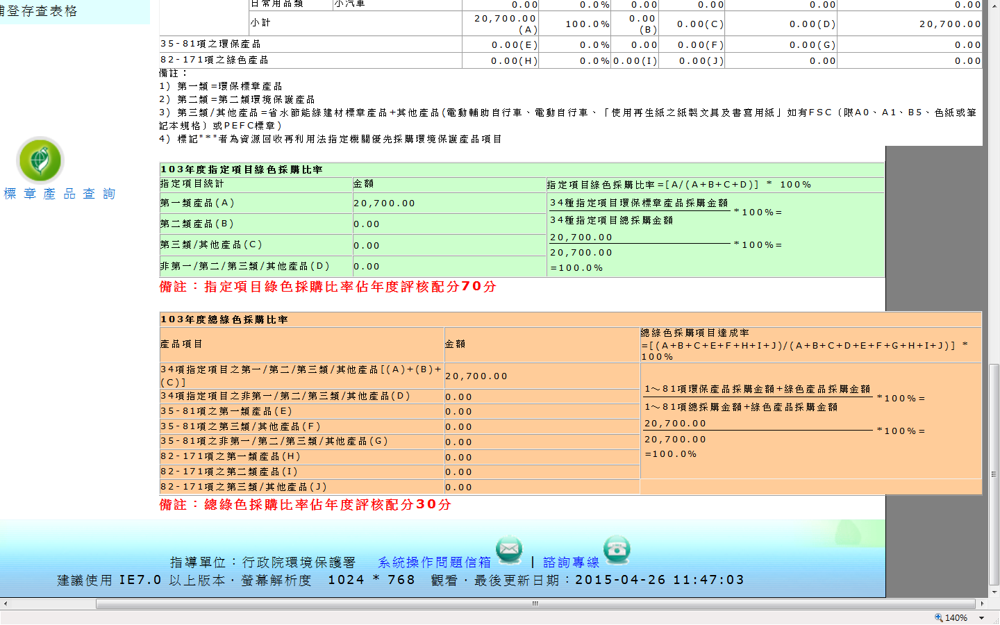 補登存查表格
日常用品類 小汽車 0.00 0.0% 0.00 0.00 0.00 0.00
小計 20,700.00 (A) 100.0% 0.00 (B) 0.00(C) 0.00(D) 20,700.00
35-81項之環保產品 0.00(E) 0.0% 0.00 0.00(F) 0.00(G) 0.00
82-171項之綠色產品 0.00(H) 0.0% 0.00(I) 0.00(J) 0.00 0.00
備註：
1) 第一類=環保標章產品
2) 第二類=第二類環境保護產品
3) 第三類/其他產品=省水節能綠建材標章產品+其他產品(電動輔助自行車、電動自行車、「使用再生紙之紙製文具及書寫用紙」如有FSC〔限A0、A1、B5、色紙或筆
記本規格〕或PEFC標章)
4) 標記"*"者為資源回收再利用法指定機關優先採購環境保護產品項目
標章產品查詢
103年度指定項目綠色採購比率
指定項目統計 金額 指定項目綠色採購比率=[A/(A+B+C+D)] * 100%
第一類產品(A) 20,700.00
第二類產品(B) 0.00
第三類/其他產品(C) 0.00
非第一/第二/第三類/其他產品(D) 0.00
34種指定項目環保標章產品採購金額
*100%=
34種指定項目總採購金額
20,700.00
*100%=
20,700.00
=100.0%
備註：指定項目綠色採購比率佔年度評核配分70分
103年度總綠色採購比率
產品項目 金額
總綠色採購項目達成率
=[(A+B+C+E+F+H+I+J)/(A+B+C+D+E+F+G+H+I+J)] *
100%
34項指定項目之第一/第二/第三類/其他產品[(A)+(B)+
(C)] 20,700.00
34項指定項目之非第一/第二/第三類/其他產品(D) 0.00
35-81項之第一類產品(E) 0.00
35-81項之第三類/其他產品(F) 0.00
35-81項之非第一/第二/第三類/其他產品(G) 0.00
82-171項之第一類產品(H) 0.00
82-171項之第二類產品(I) 0.00
82-171項之第三類/其他產品(J) 0.00
1～81項環保產品採購金額+綠色產品採購金額
*100%=
1～81項總採購金額+綠色產品採購金額
20,700.00
*100%=
20,700.00
=100.0%
備註：總綠色採購比率佔年度評核配分30分
指導單位：行政院環境保護署 系統操作問題信箱 | 諮詢專線
建議使用 IE7.0 以上版本．螢幕解析度 1024 * 768 觀看．最後更新日期：2015-04-26 11:47:03
140%